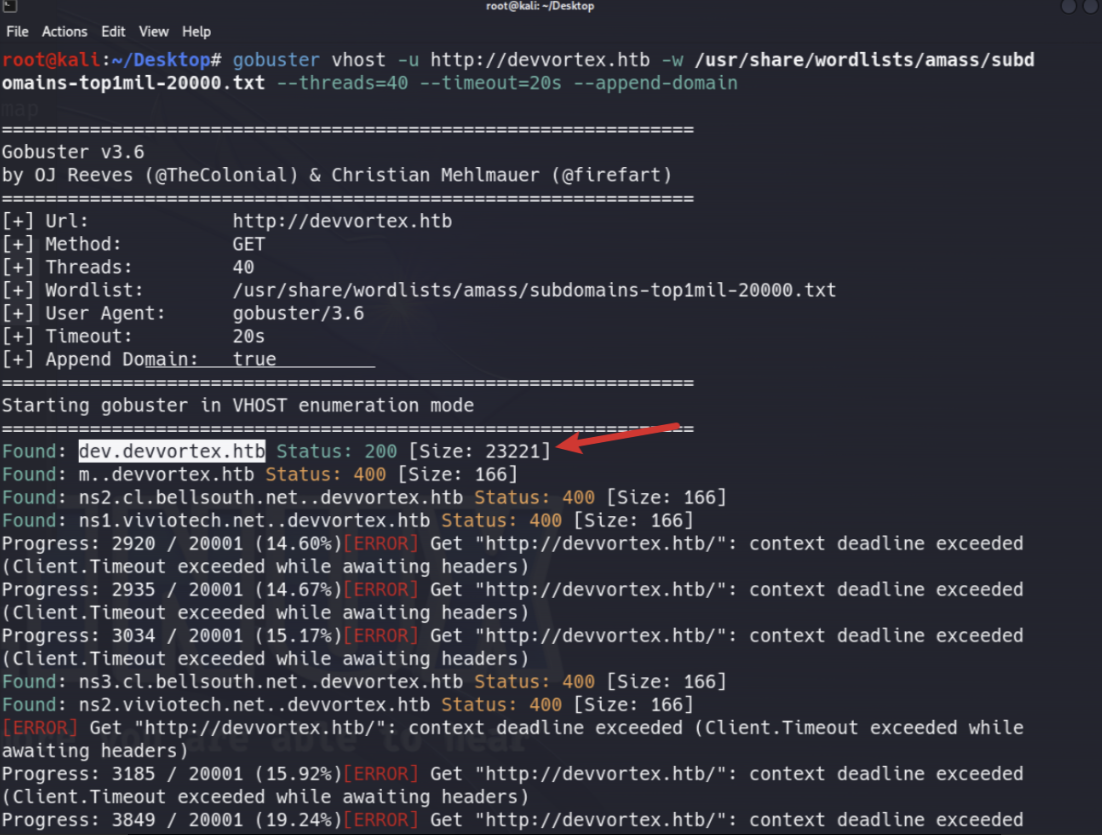 root@kali: ~/Desktop
File Actions Edit View Help
root@kali:~/Desktop# gobuster vhost -u http://devvortex.htb -w /usr/share/wordlists/amass/subd
omains-top1mil-20000.txt --threads=40 --timeout=20s --append-domain
map
===============================================================
Gobuster v3.6
by OJ Reeves (@TheColonial) & Christian Mehlmauer (@firefart)
===============================================================
[+] Url:             http://devvortex.htb
[+] Method:          GET
[+] Threads:         40
[+] Wordlist:        /usr/share/wordlists/amass/subdomains-top1mil-20000.txt
[+] User Agent:      gobuster/3.6
[+] Timeout:         20s
[+] Append Domain:   true
===============================================================
Starting gobuster in VHOST enumeration mode
===============================================================
Found: dev.devvortex.htb Status: 200 [Size: 23221]
Found: m..devvortex.htb Status: 400 [Size: 166]
Found: ns2.cl.bellsouth.net..devvortex.htb Status: 400 [Size: 166]
Found: ns1.viviotech.net..devvortex.htb Status: 400 [Size: 166]
Progress: 2920 / 20001 (14.60%)[ERROR] Get "http://devvortex.htb/": context deadline exceeded
(Client.Timeout exceeded while awaiting headers)
Progress: 2935 / 20001 (14.67%)[ERROR] Get "http://devvortex.htb/": context deadline exceeded
(Client.Timeout exceeded while awaiting headers)
Progress: 3034 / 20001 (15.17%)[ERROR] Get "http://devvortex.htb/": context deadline exceeded
(Client.Timeout exceeded while awaiting headers)
Found: ns3.cl.bellsouth.net..devvortex.htb Status: 400 [Size: 166]
Found: ns2.viviotech.net..devvortex.htb Status: 400 [Size: 166]
[ERROR] Get "http://devvortex.htb/": context deadline exceeded (Client.Timeout exceeded while
awaiting headers)
are able to hear
Progress: 3185 / 20001 (15.92%)[ERROR] Get "http://devvortex.htb/": context deadline exceeded
(Client.Timeout exceeded while awaiting headers)
Progress: 3849 / 20001 (19.24%)[ERROR] Get "http://devvortex.htb/": context deadline exceeded